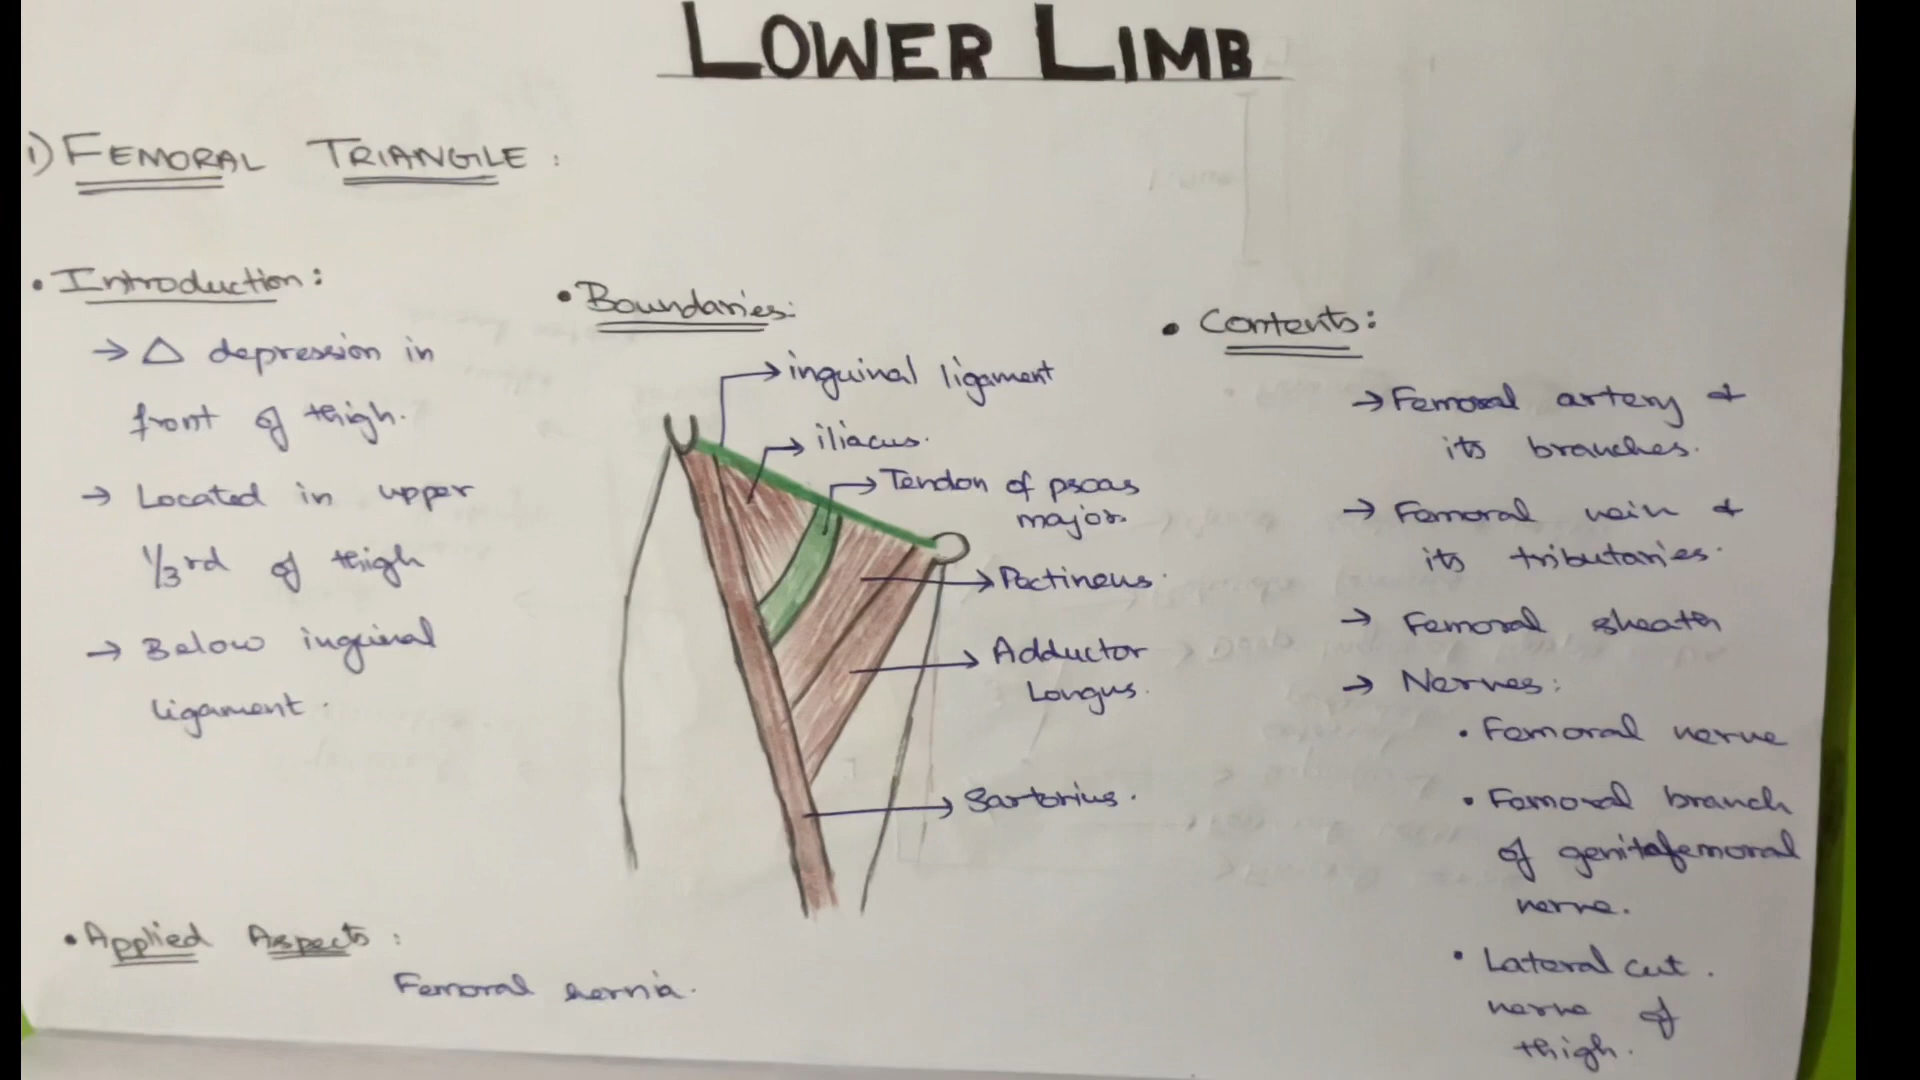 LOWER LIMB
1) FEMORAL TRIANGLE :
• Introduction:
→ △ depression in
front of thigh.
→ Located in upper
1/3rd of thigh
→ Below inguinal
ligament.
• Boundaries:
→ inguinal ligament
→ iliacus.
→ Tendon of psoas
major.
→ Pectineus.
→ Adductor
Longus.
→ Sartorius.
• Contents:
→ Femoral artery &
its branches.
→ Femoral vein &
its tributaries.
→ Femoral sheath
→ Nerves:
• Femoral nerve
• Femoral branch
of genitofemoral
nerve.
• Lateral cut.
nerve of
thigh.
• Applied Aspects :
Femoral hernia.